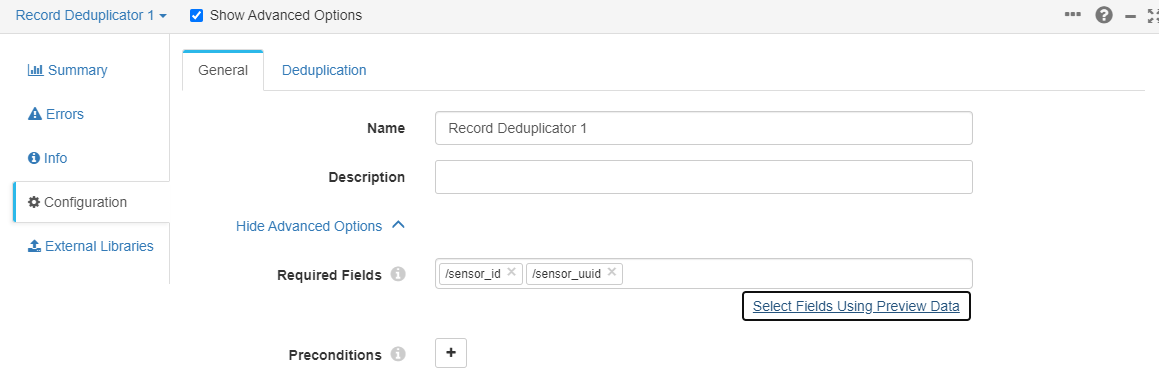 Record Deduplicator 1
Show Advanced Options
Summary
Errors
Info
Configuration
External Libraries
General
Deduplication
Name
Record Deduplicator 1
Description
Hide Advanced Options
Required Fields
/sensor_id
/sensor_uuid
Select Fields Using Preview Data
Preconditions